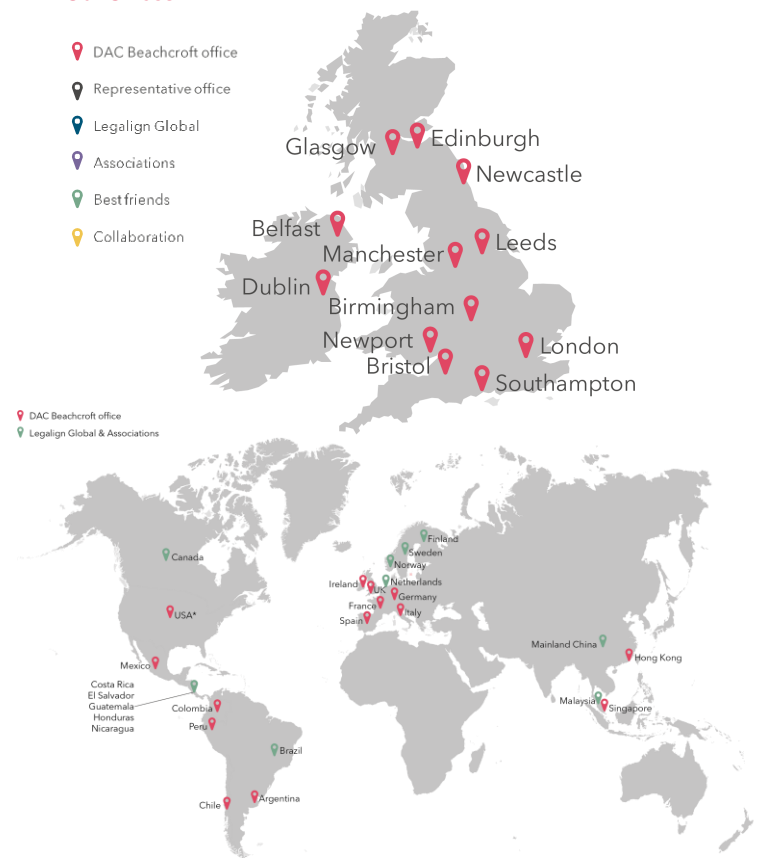 DAC Beachcroft office
Representative office
Legalign Global
Associations
Best friends
Collaboration
Glasgow
Edinburgh
Newcastle
Belfast
Manchester
Leeds
Dublin
Birmingham
Newport
London
Bristol
Southampton
DAC Beachcroft office
Legalign Global & Associations
Canada
Finland
Sweden
Norway
Ireland
UK
Netherlands
Germany
France
Italy
Spain
USA*
Mainland China
Hong Kong
Mexico
Costa Rica
El Salvador
Guatemala
Honduras
Nicaragua
Colombia
Peru
Malaysia
Singapore
Brazil
Chile
Argentina